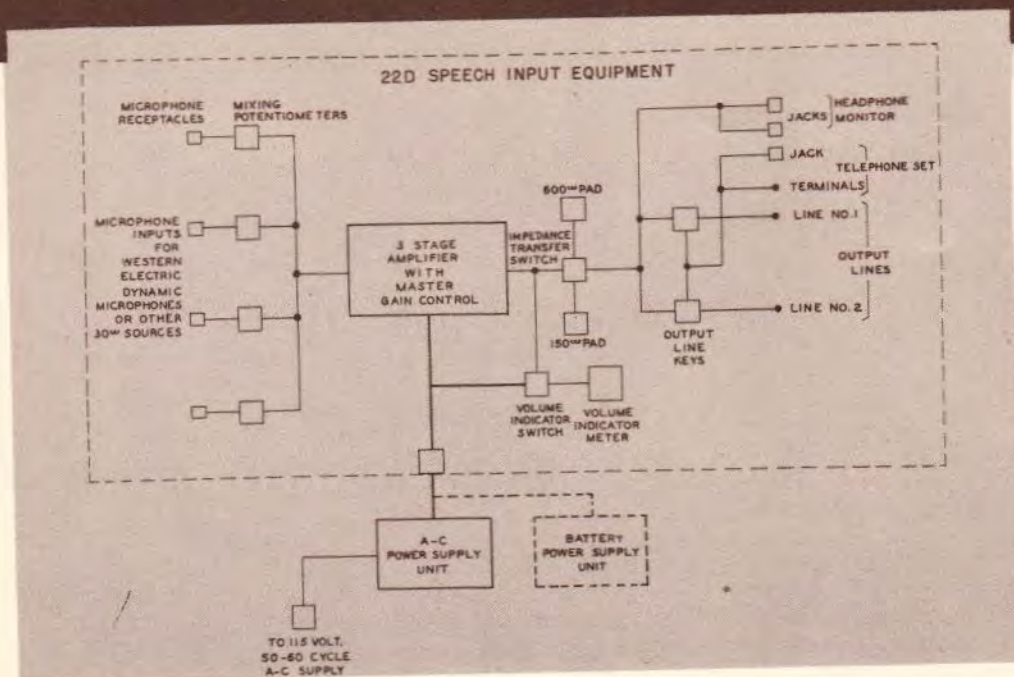 22D SPEECH INPUT EQUIPMENT
MICROPHONE
RECEPTACLES
MIXING
POTENTIOMETERS
MICROPHONE
INPUTS
FOR
WESTERN
ELECTRIC
DYNAMIC
MICROPHONES
OR OTHER
30ω SOURCES
3 STAGE
AMPLIFIER
WITH
MASTER
GAIN CONTROL
IMPEDANCE
TRANSFER
SWITCH
600ω PAD
150ω PAD
VOLUME
INDICATOR
SWITCH
VOLUME
INDICATOR
METER
OUTPUT
LINE
KEYS
JACKS
HEADPHONE
MONITOR
JACK
TERMINALS
TELEPHONE SET
LINE NO.1
LINE NO. 2
OUTPUT
LINES
A-C
POWER SUPPLY
UNIT
BATTERY
POWER SUPPLY
UNIT
TO 115 VOLT,
50-60 CYCLE
A-C SUPPLY